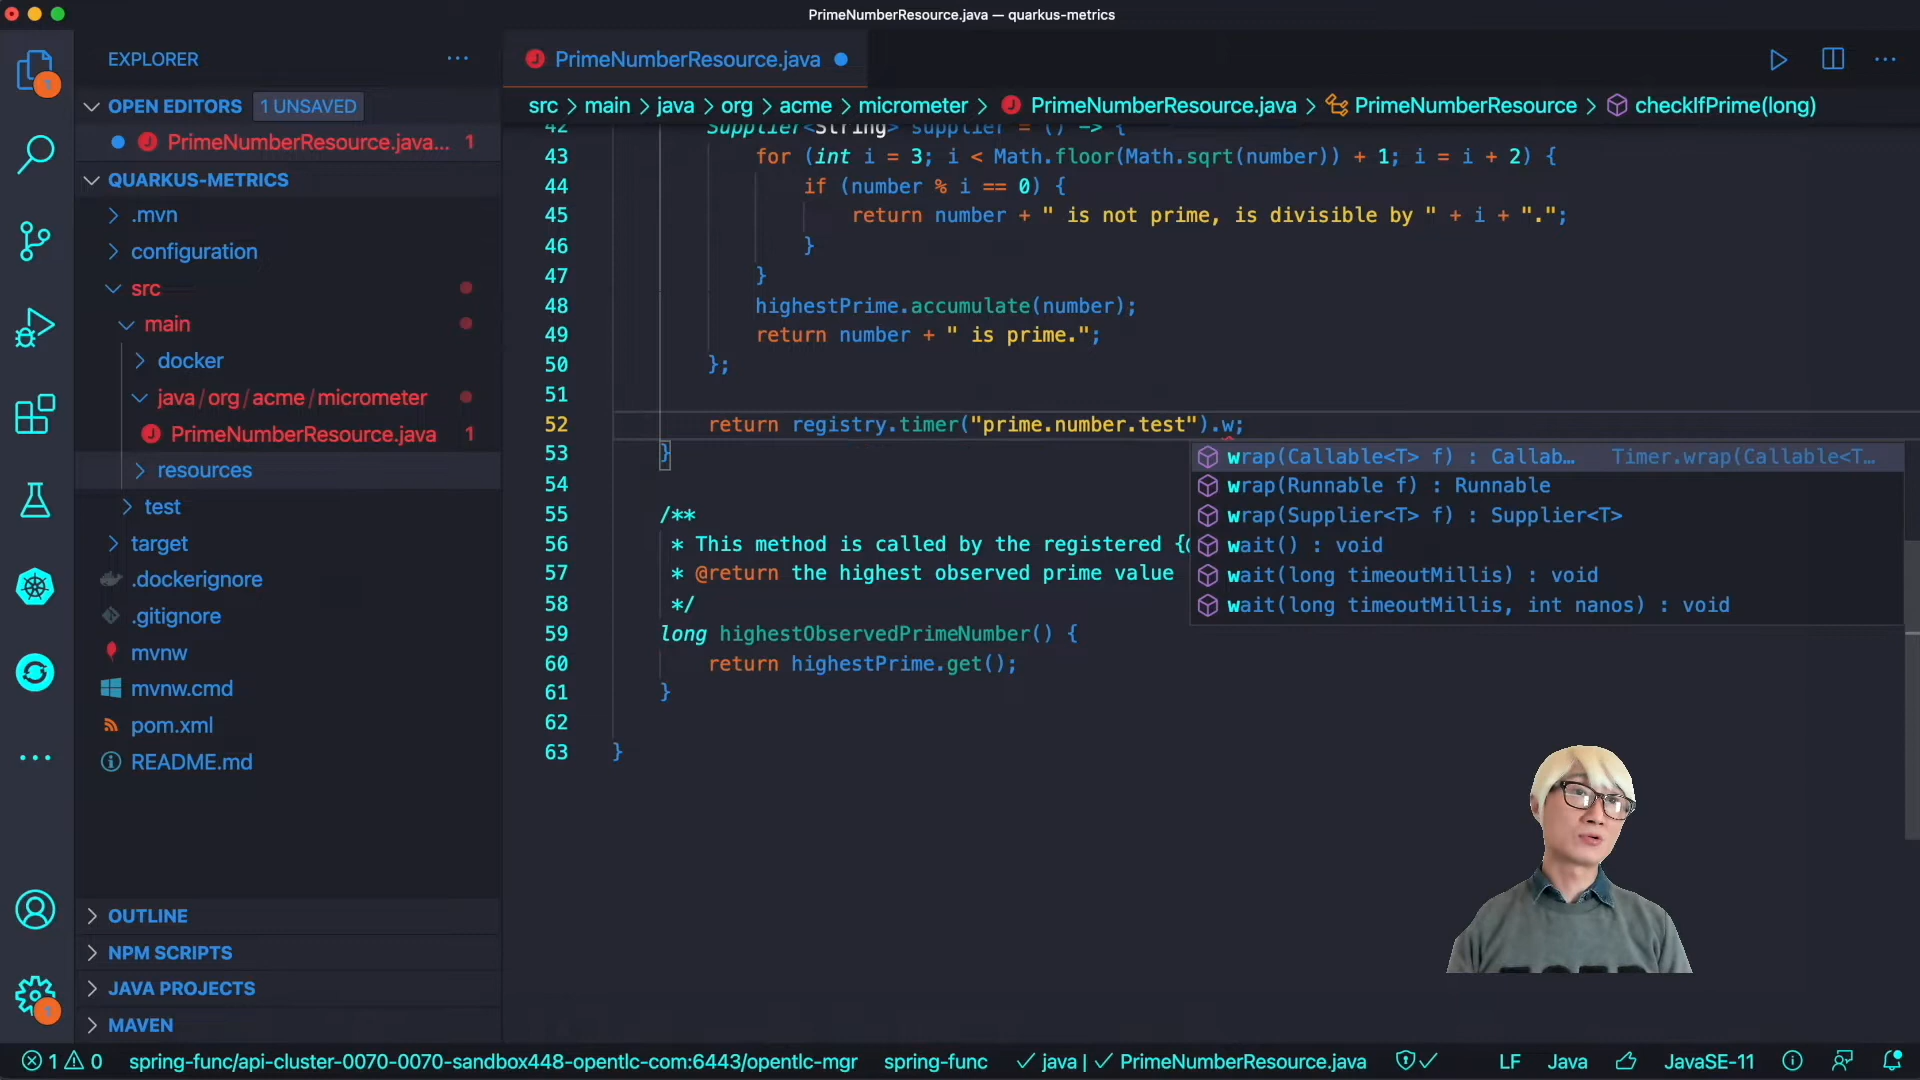 PrimeNumberResource.java — quarkus-metrics
EXPLORER
PrimeNumberResource.java
OPEN EDITORS 1 UNSAVED
src > main > java > org > acme > micrometer > PrimeNumberResource.java > PrimeNumberResource > checkIfPrime(long)
PrimeNumberResource.java... 1
QUARKUS-METRICS
.mvn
configuration
src
main
docker
java / org / acme / micrometer
PrimeNumberResource.java 1
resources
test
target
.dockerignore
.gitignore
mvnw
mvnw.cmd
pom.xml
README.md
OUTLINE
NPM SCRIPTS
JAVA PROJECTS
MAVEN
42 Supplier<String> supplier = () -> {
43 for (int i = 3; i < Math.floor(Math.sqrt(number)) + 1; i = i + 2) {
44 if (number % i == 0) {
45 return number + " is not prime, is divisible by " + i + ".";
46 }
47 }
48 highestPrime.accumulate(number);
49 return number + " is prime.";
50 };
51
52 return registry.timer("prime.number.test").w;
53 }
54
55 /**
56 * This method is called by the registered {@
57 * @return the highest observed prime value
58 */
59 long highestObservedPrimeNumber() {
60 return highestPrime.get();
61 }
62
63 }
wrap(Callable<T> f) : Callab... Timer.wrap(Callable<T...
wrap(Runnable f) : Runnable
wrap(Supplier<T> f) : Supplier<T>
wait() : void
wait(long timeoutMillis) : void
wait(long timeoutMillis, int nanos) : void
1 0 spring-func/api-cluster-0070-0070-sandbox448-opentlc-com:6443/opentlc-mgr spring-func java | PrimeNumberResource.java LF Java JavaSE-11